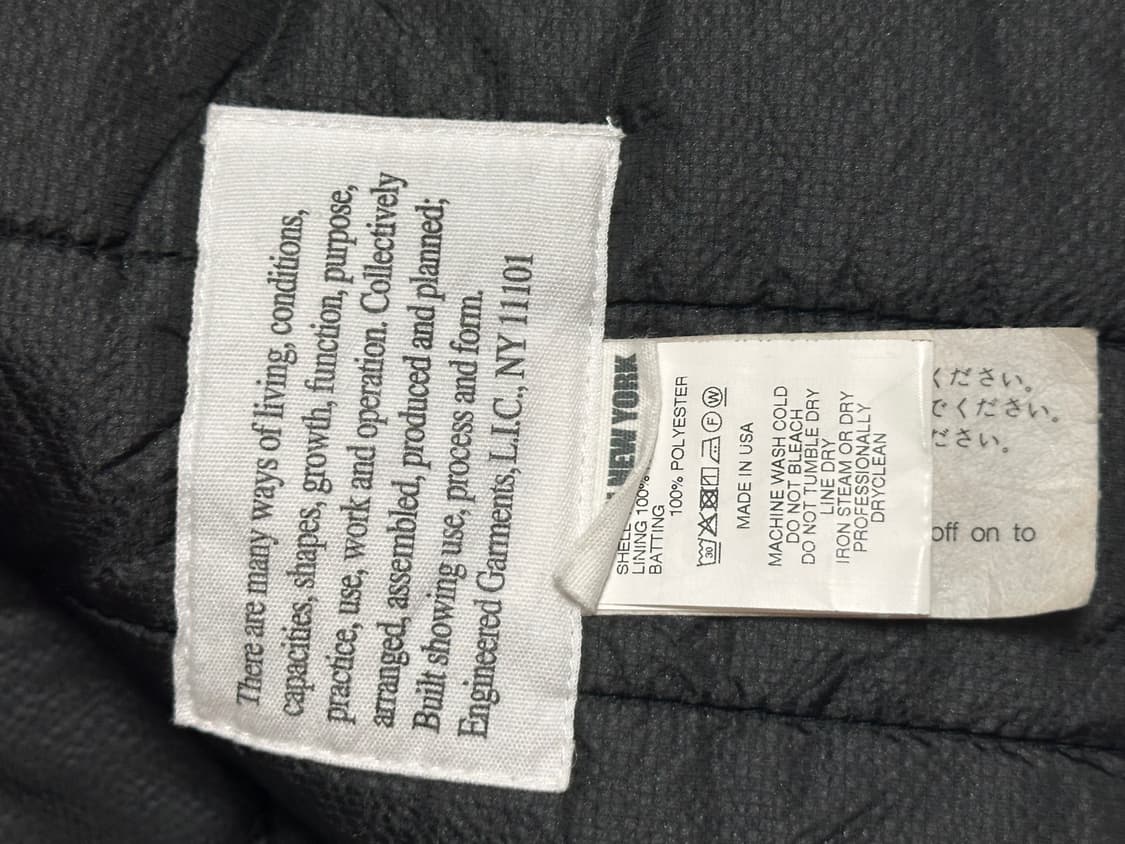 There are many ways of living, conditions,
capacities, shapes, growth, function, purpose,
practice, use, work and operation. Collectively
arranged, assembled, produced and planned;
Built showing use, process and form.
Engineered Garments, L.I.C., NY 11101
NEW YORK
SHELL
LINING 100%
BATTING
100% POLYESTER
30 F W
MADE IN USA
MACHINE WASH COLD
DO NOT BLEACH
DO NOT TUMBLE DRY
LINE DRY
IRON STEAM OR DRY
PROFESSIONALLY
DRYCLEAN
ください。
でください。
ださい。
off on to